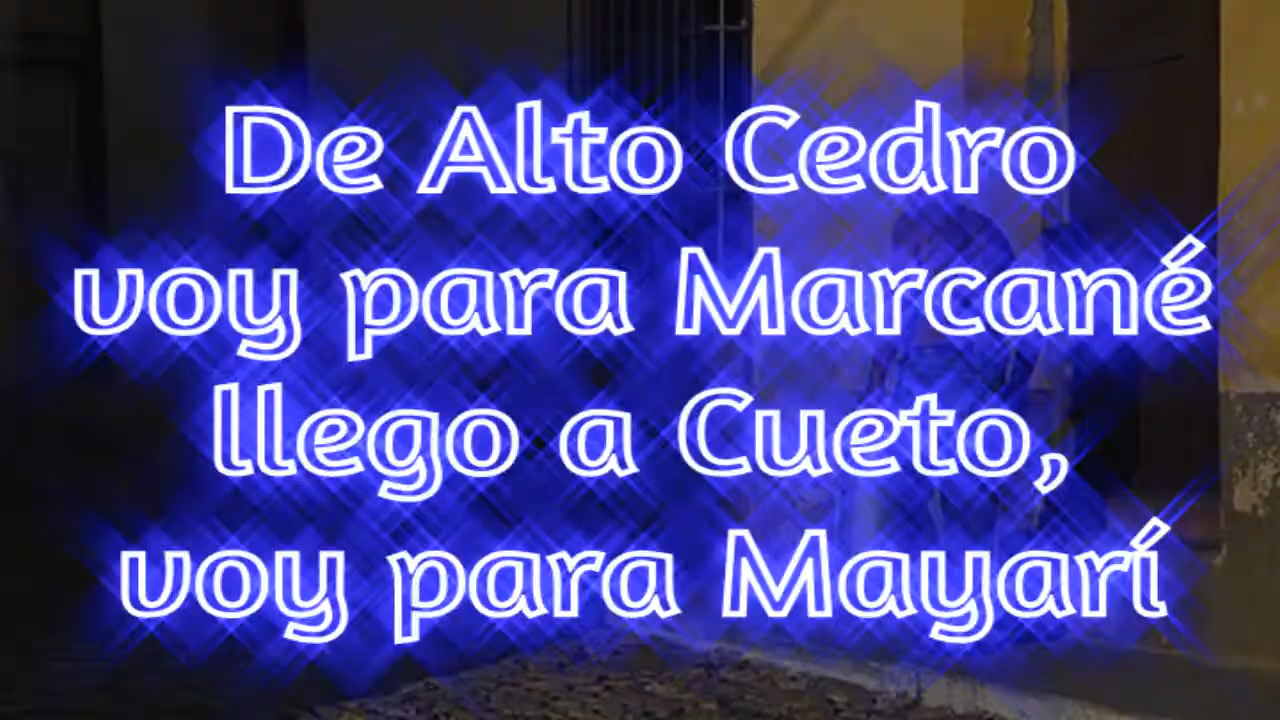 De Alto Cedro
voy para Marcané
llego a Cueto,
voy para Mayarí